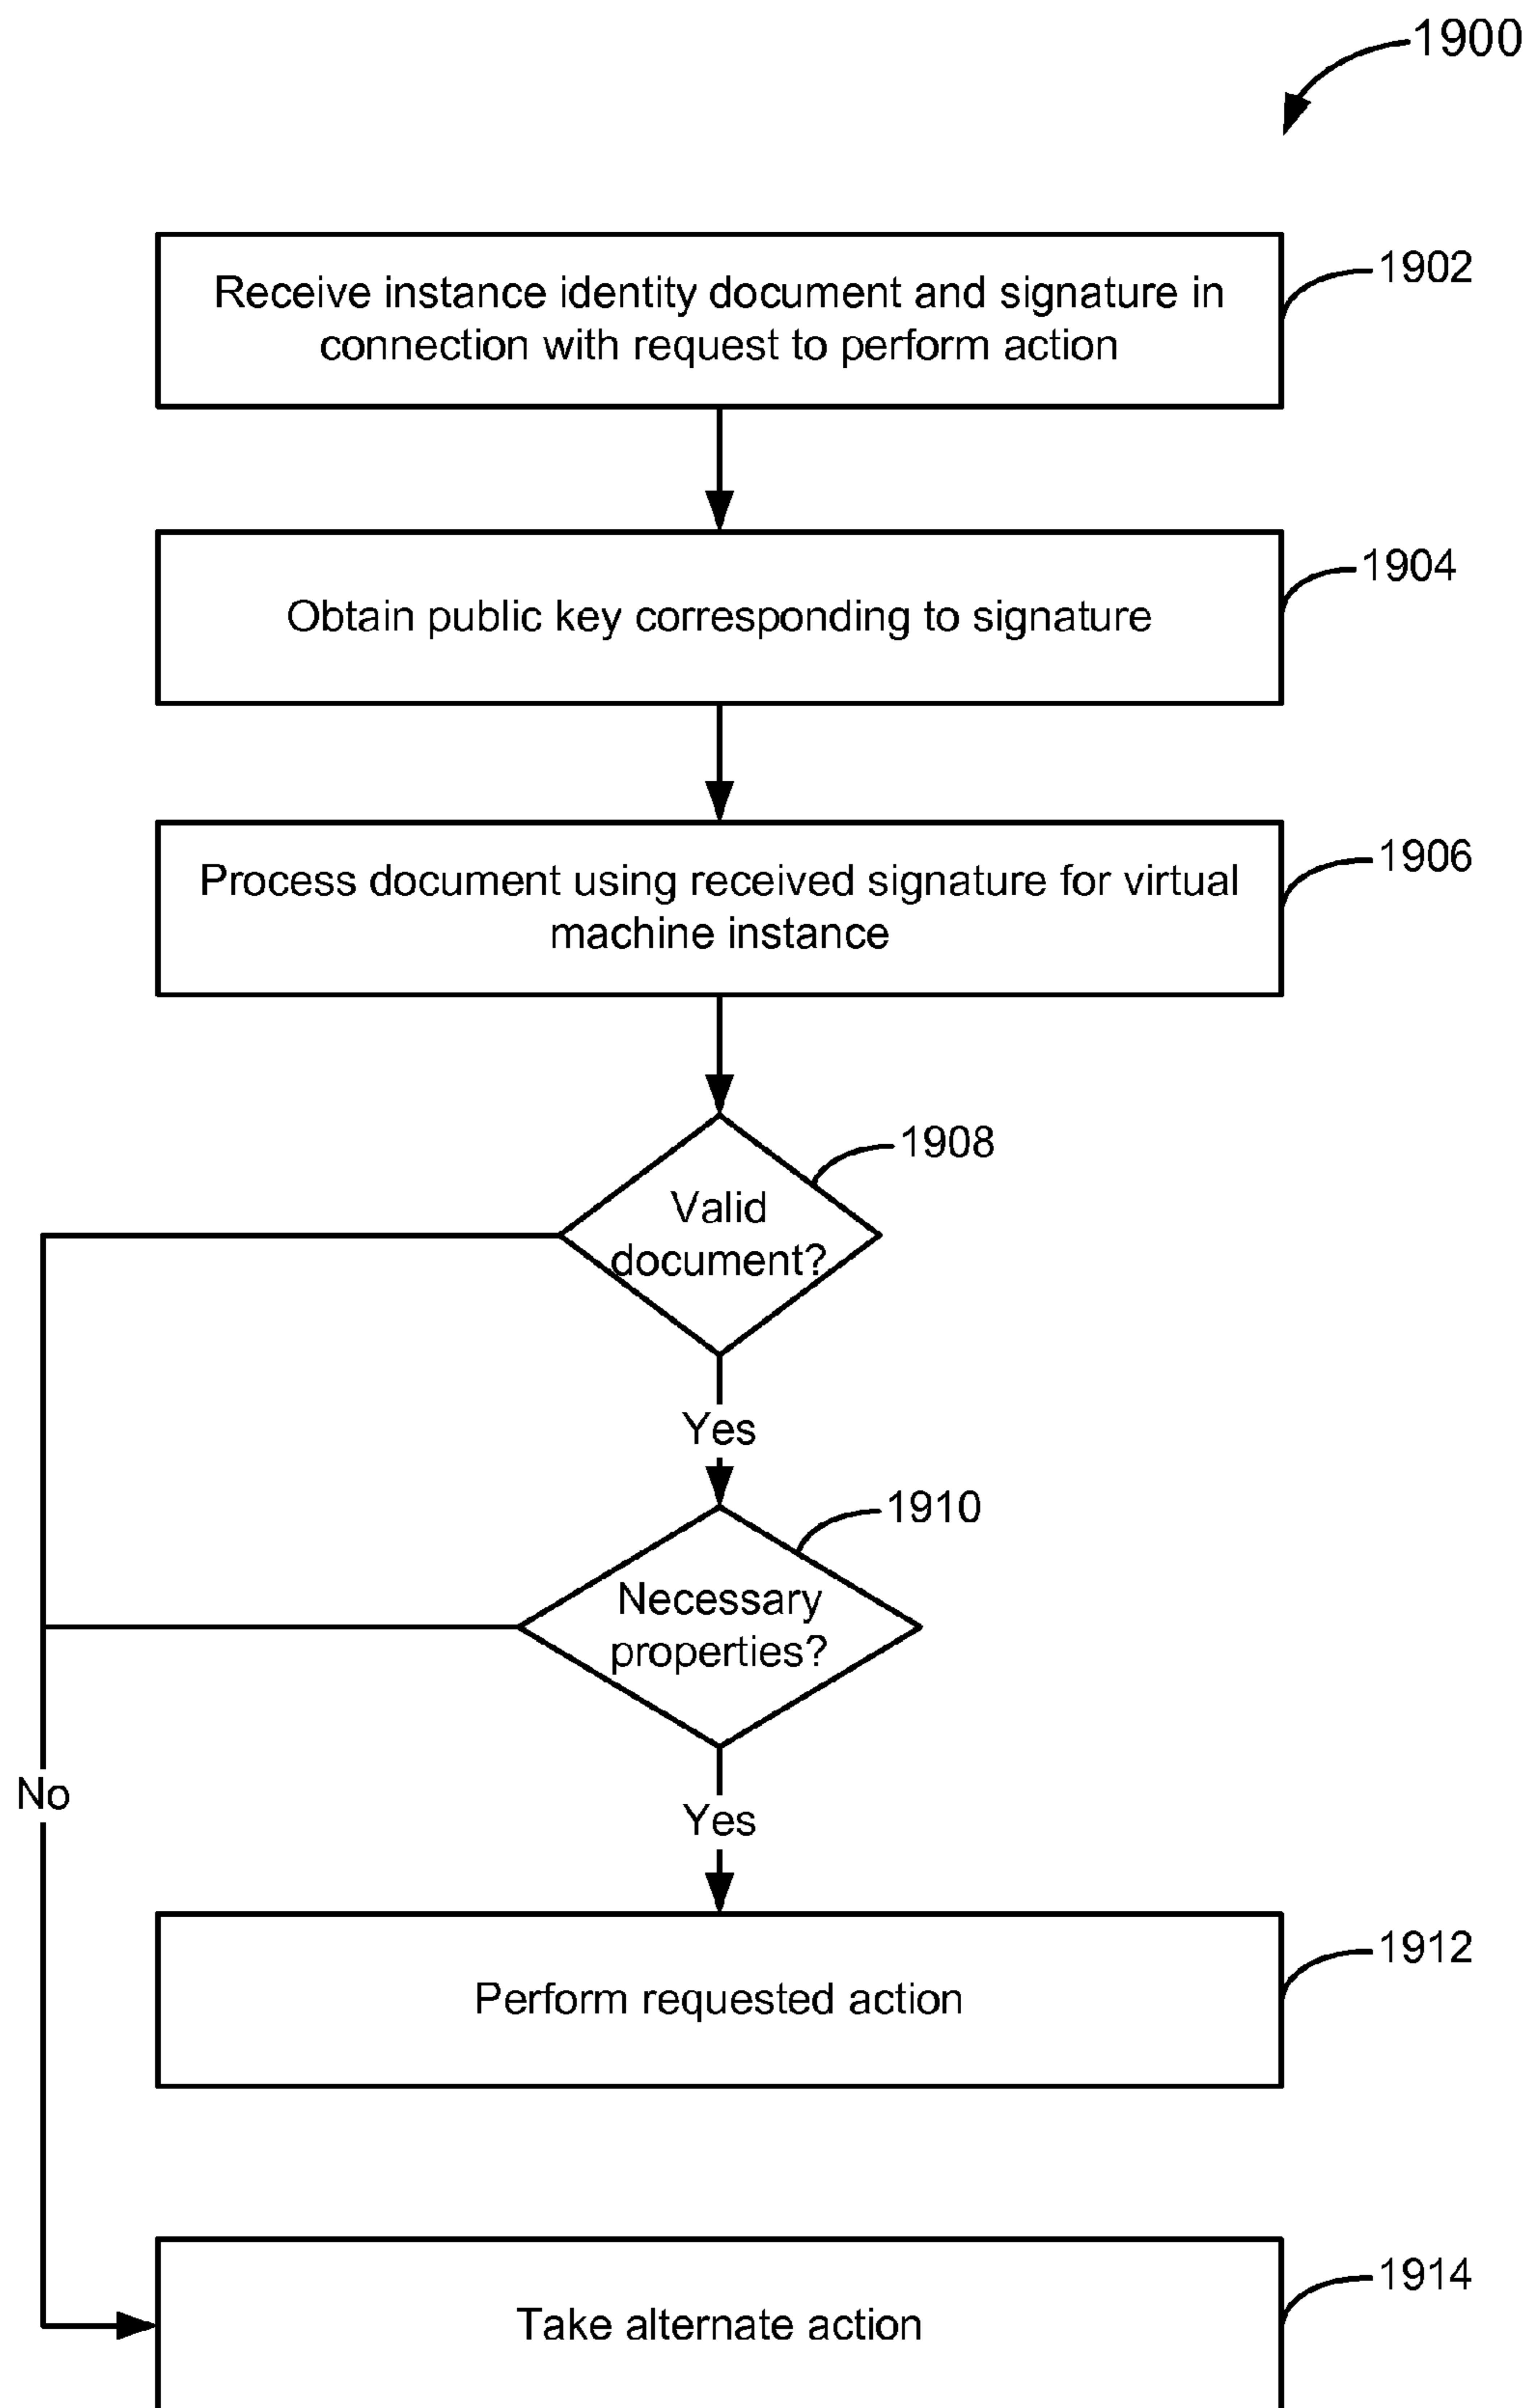 1900
Receive instance identity document and signature in
connection with request to perform action
1902
Obtain public key corresponding to signature
1904
Process document using received signature for virtual
machine instance
1906
Valid
document?
1908
Yes
Necessary
properties?
1910
No
Yes
Perform requested action
1912
Take alternate action
1914